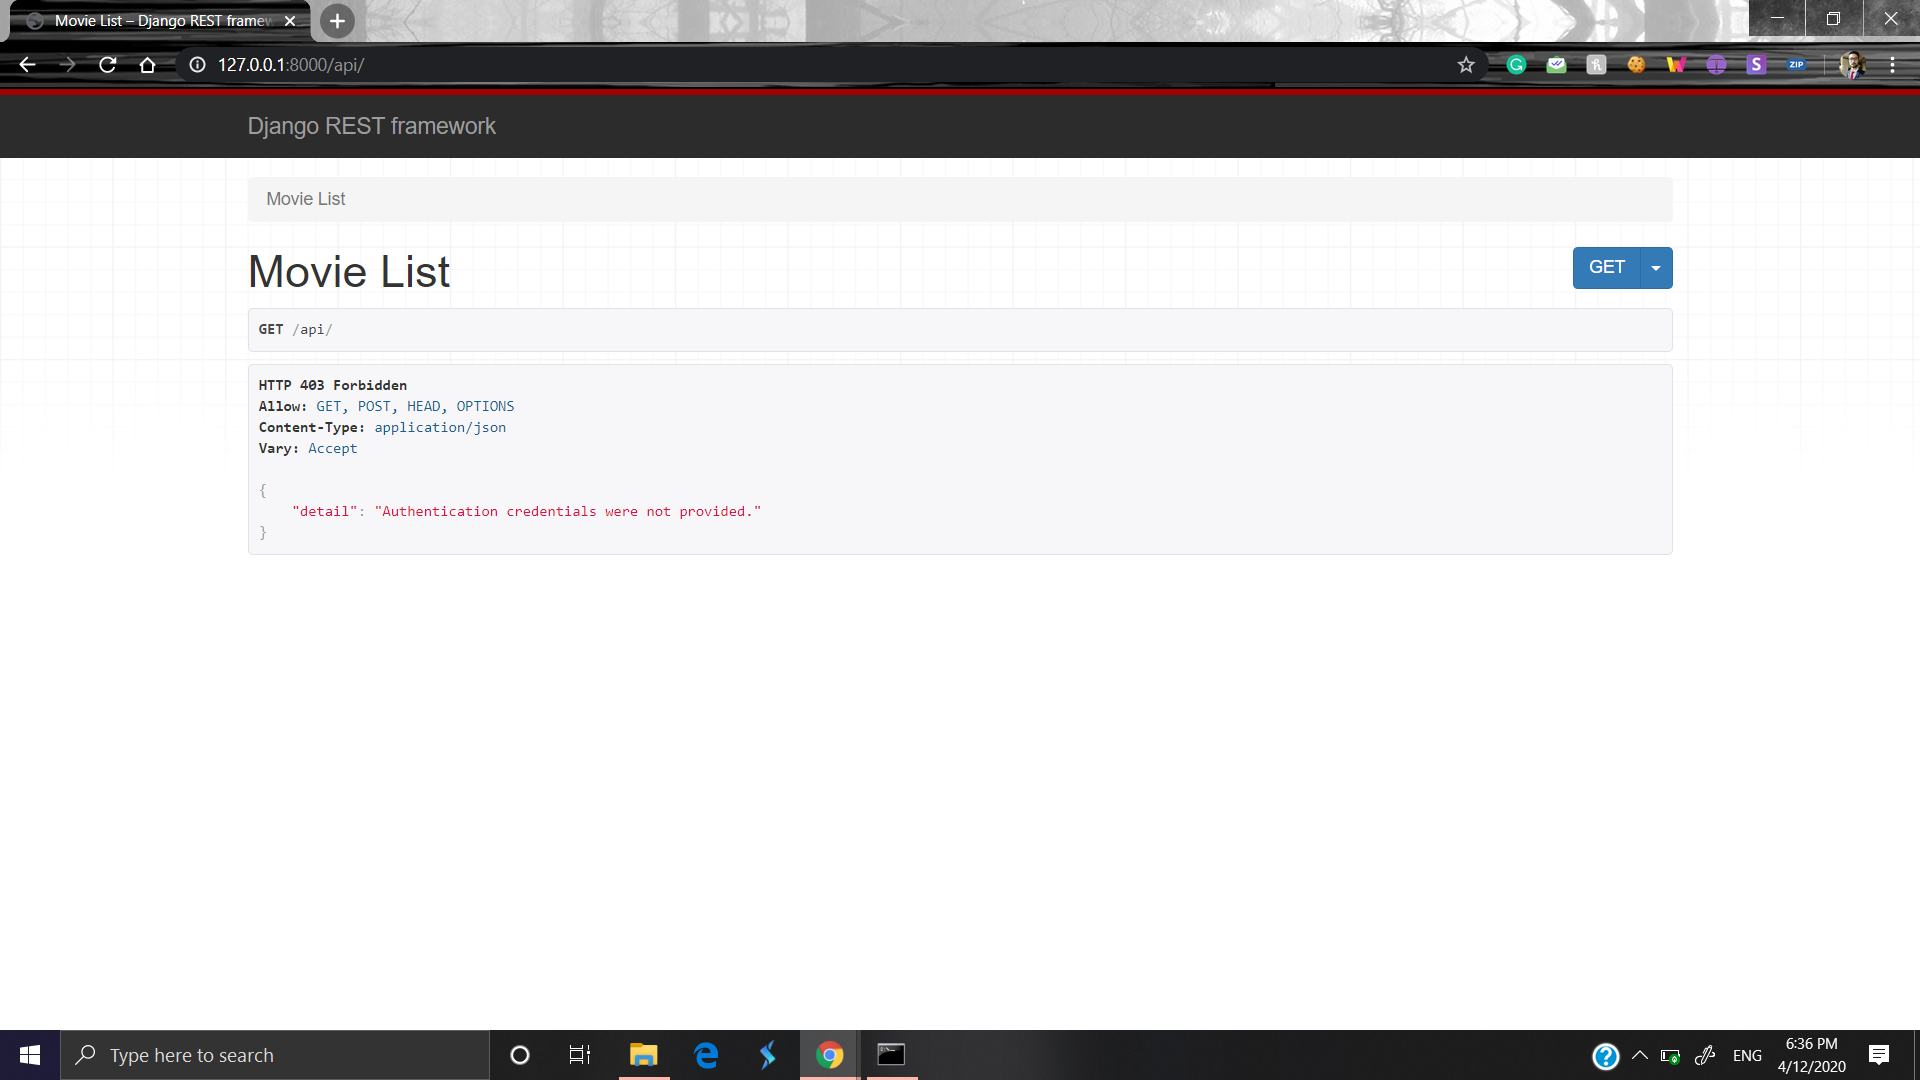 Movie List – Django REST framew
127.0.0.1:8000/api/
ZIP
Django REST framework
Movie List
Movie List
GET
GET /api/
HTTP 403 Forbidden
Allow: GET, POST, HEAD, OPTIONS
Content-Type: application/json
Vary: Accept
{
    "detail": "Authentication credentials were not provided."
}
Type here to search
ENG
6:36 PM
4/12/2020